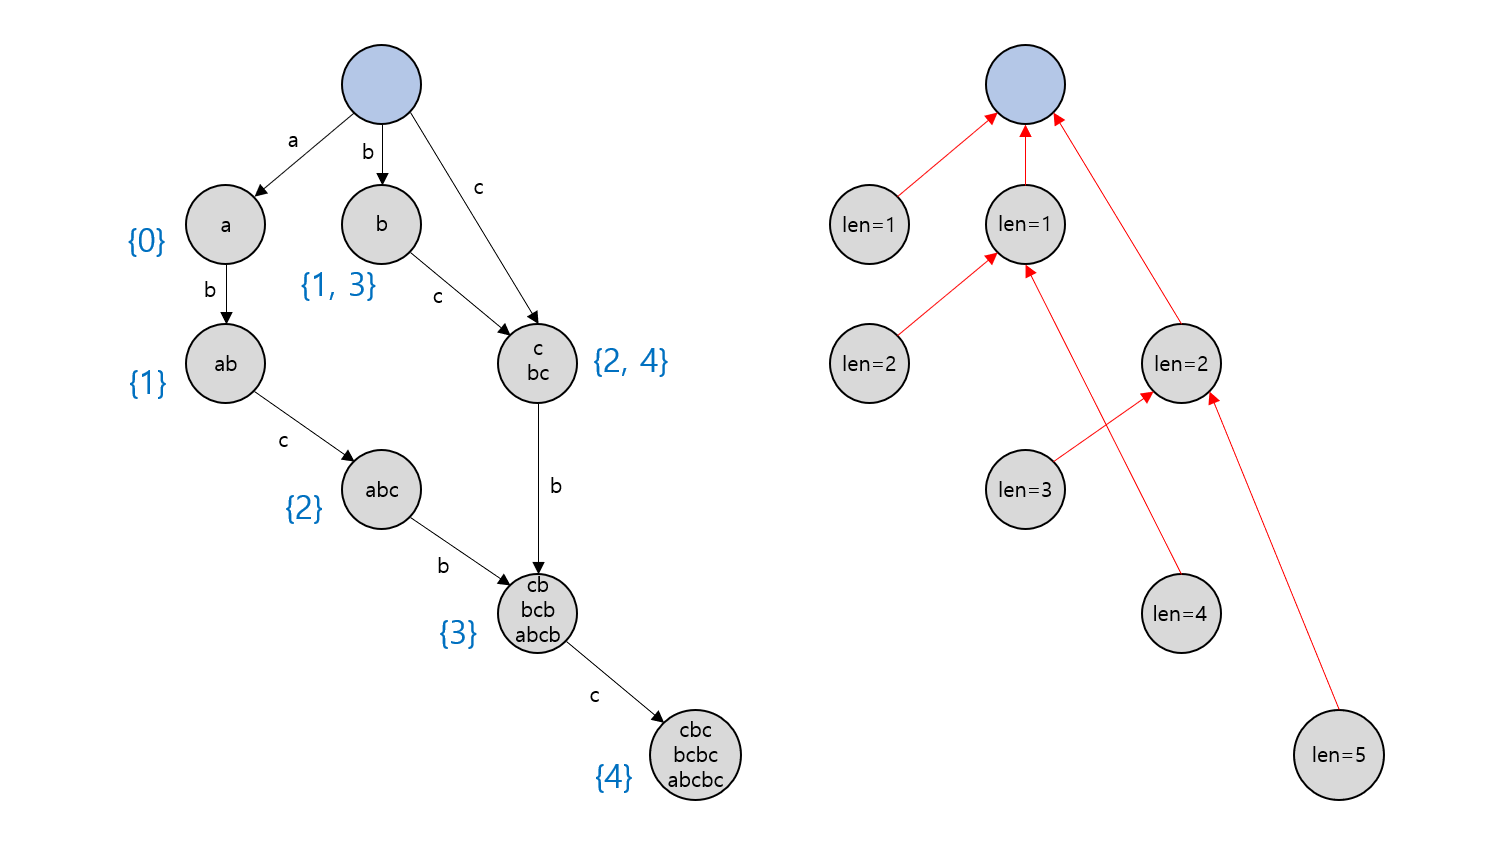 a
b
c
a
b
{0}
{1, 3}
b
c
ab
c
bc
{2, 4}
{1}
c
b
abc
{2}
b
cb
bcb
abcb
{3}
c
cbc
bcbc
abcbc
{4}
len=1
len=1
len=2
len=2
len=3
len=4
len=5